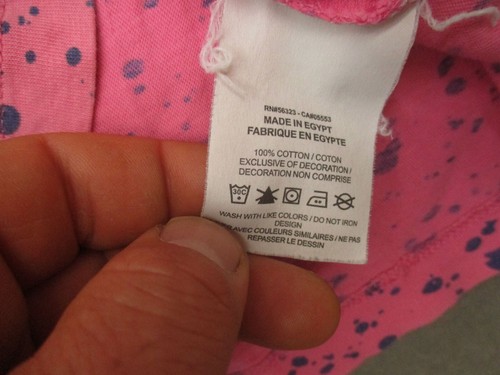 RN#56323 - CA#05553
MADE IN EGYPT
FABRIQUE EN EGYPTE
100% COTTON / COTON
EXCLUSIVE OF DECORATION /
DECORATION NON COMPRISE
30C
WASH WITH LIKE COLORS / DO NOT IRON
DESIGN
AVEC COULEURS SIMILAIRES / NE PAS
REPASSER LE DESSIN